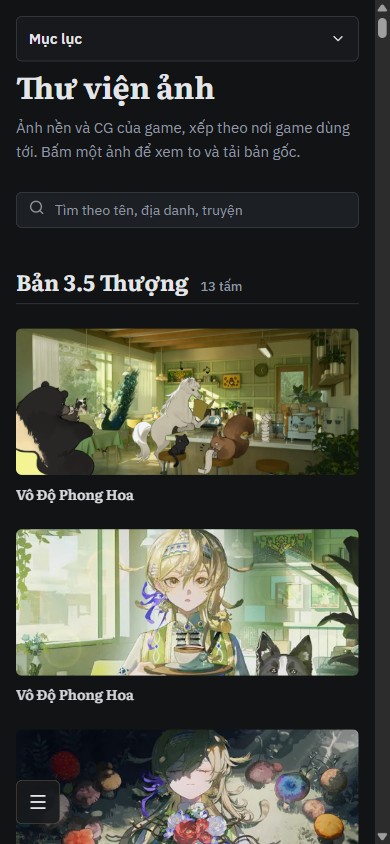 Mục lục
Thư viện ảnh
Ảnh nền và CG của game, xếp theo nơi game dùng
tới. Bấm một ảnh để xem to và tải bản gốc.
Tìm theo tên, địa danh, truyện
Bản 3.5 Thượng 13 tấm
Vô Độ Phong Hoa
Vô Độ Phong Hoa